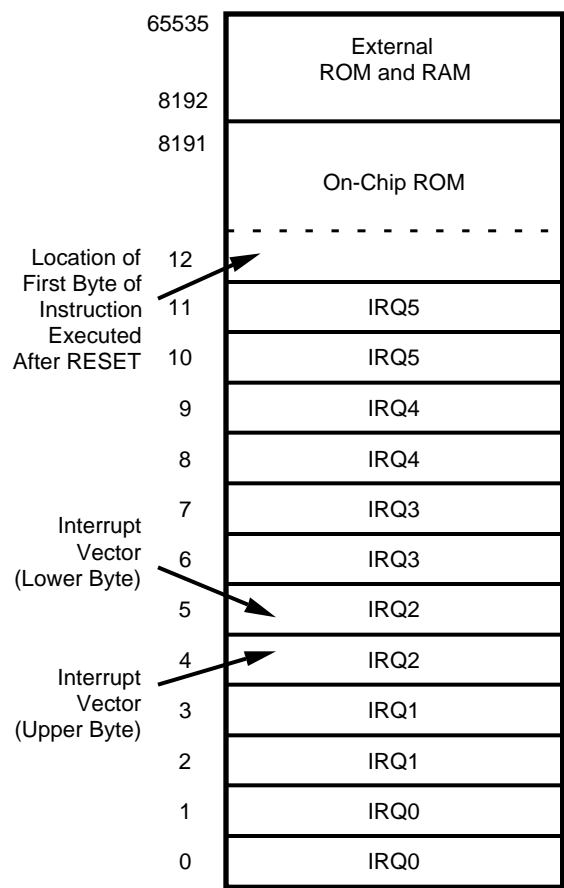 65535
External
ROM and RAM
8192
8191
On-Chip ROM
Location of
First Byte of
Instruction
Executed
After RESET
12
11
IRQ5
10
IRQ5
9
IRQ4
8
IRQ4
7
IRQ3
Interrupt
Vector
(Lower Byte)
6
IRQ3
5
IRQ2
4
IRQ2
Interrupt
Vector
(Upper Byte)
3
IRQ1
2
IRQ1
1
IRQ0
0
IRQ0